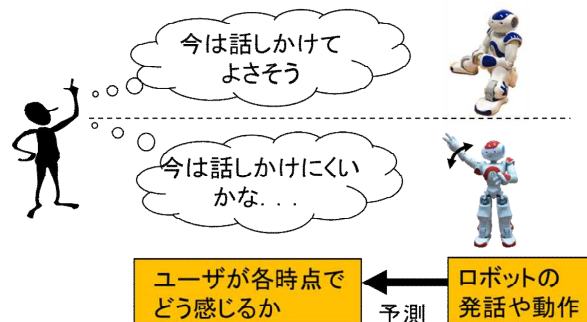 今は話しかけて
よさそう
今は話しかけにくい
かな...
ユーザが各時点で
どう感じるか
予測
ロボットの
発話や動作